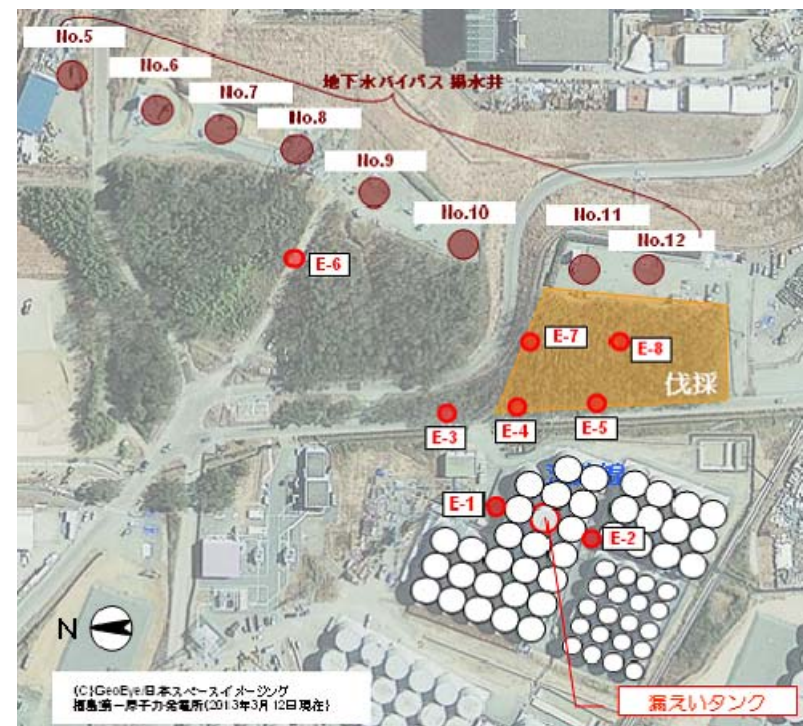 No.5
No.6
No.7
No.8
No.9
No.10
No.11
No.12
地下水バイパス 揚水井
E-6
E-7
E-8
伐採
E-3
E-4
E-5
E-1
E-2
N
(C)GeoEye/日本スペースイメージング
福島第一原子力発電所(2013年3月12日現在)
漏えいタンク